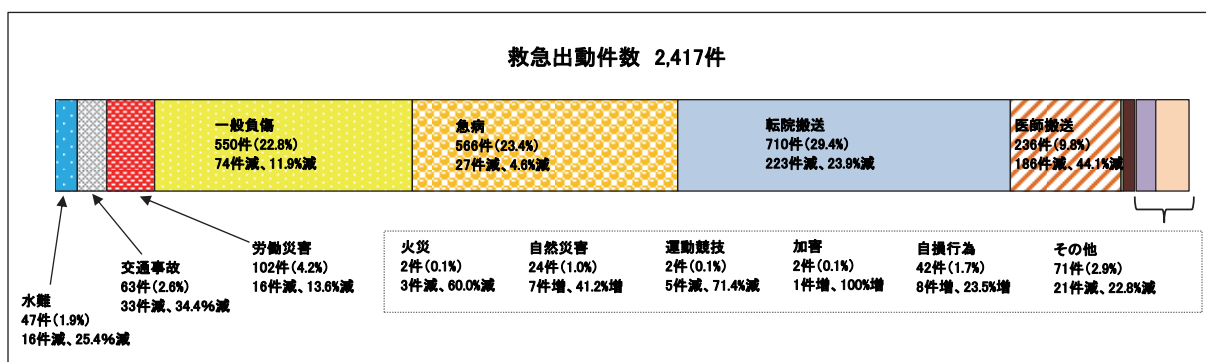 救急出動件数 2,417件
一般負傷
550件(22.8%)
74件減、11.9%減
急病
566件(23.4%)
27件減、4.6%減
転院搬送
710件(29.4%)
223件減、23.9%減
医師搬送
236件(9.8%)
186件減、44.1%減
水難
47件(1.9%)
16件減、25.4%減
交通事故
63件(2.6%)
33件減、34.4%減
労働災害
102件(4.2%)
16件減、13.6%減
火災
2件(0.1%)
3件減、60.0%減
自然災害
24件(1.0%)
7件増、41.2%増
運動競技
2件(0.1%)
5件減、71.4%減
加害
2件(0.1%)
1件増、100%増
自損行為
42件(1.7%)
8件増、23.5%増
その他
71件(2.9%)
21件減、22.8%減